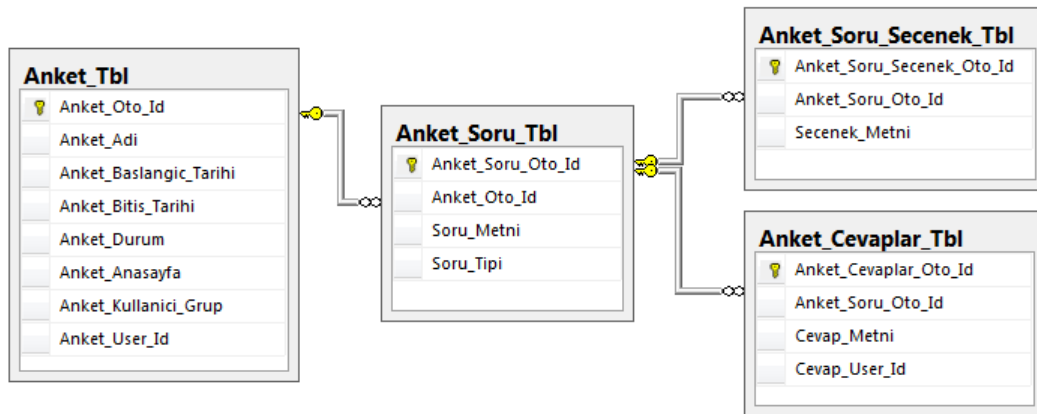 Anket_Tbl
Anket_Oto_Id
Anket_Adi
Anket_Baslangic_Tarihi
Anket_Bitis_Tarihi
Anket_Durum
Anket_Anasayfa
Anket_Kullanici_Grup
Anket_User_Id
Anket_Soru_Tbl
Anket_Soru_Oto_Id
Anket_Oto_Id
Soru_Metni
Soru_Tipi
Anket_Soru_Secenek_Tbl
Anket_Soru_Secenek_Oto_Id
Anket_Soru_Oto_Id
Secenek_Metni
Anket_Cevaplar_Tbl
Anket_Cevaplar_Oto_Id
Anket_Soru_Oto_Id
Cevap_Metni
Cevap_User_Id